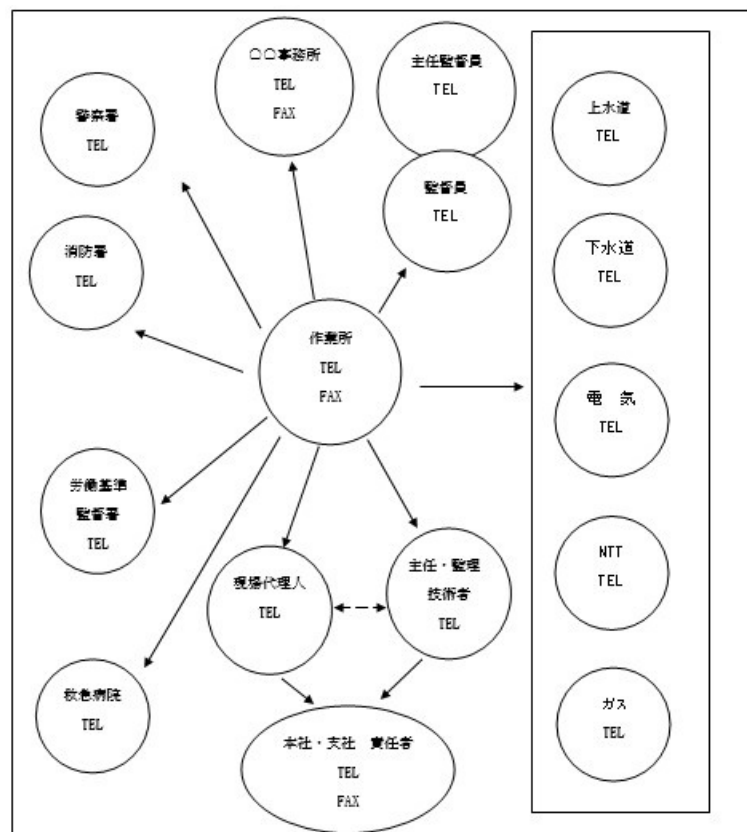 〇〇事務所
TEL
FAX
主任監督員
TEL
監督員
TEL
警察署
TEL
消防署
TEL
作業所
TEL
FAX
労働基準
監督署
TEL
救急病院
TEL
現場代理人
TEL
主任・監理
技術者
TEL
本社・支社　責任者
TEL
FAX
上水道
TEL
下水道
TEL
電　気
TEL
NTT
TEL
ガス
TEL